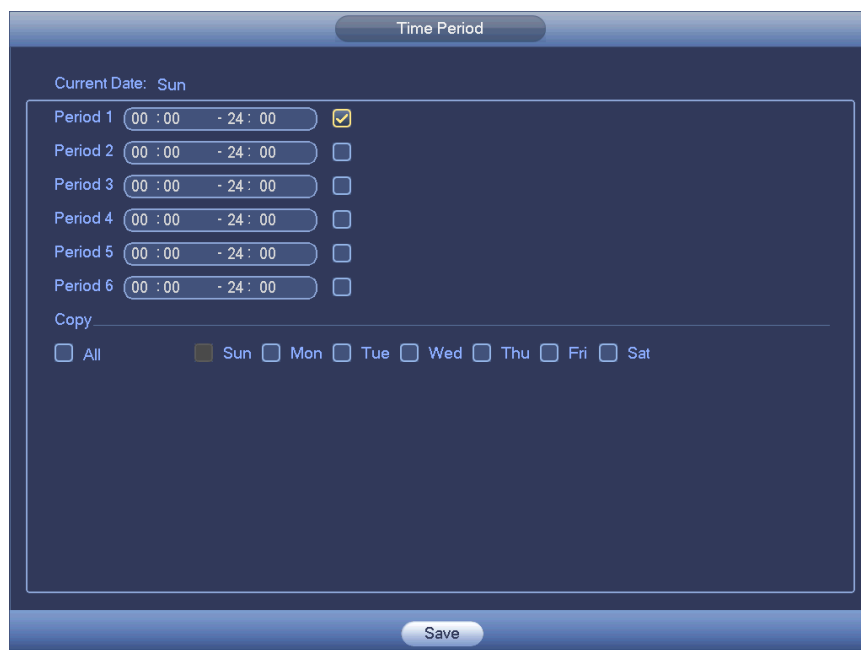 Time Period
Current Date: Sun
Period 1 00 :00 - 24 : 00
Period 2 00 :00 - 24 : 00
Period 3 00 :00 - 24 : 00
Period 4 00 :00 - 24 : 00
Period 5 00 :00 - 24 : 00
Period 6 00 :00 - 24 : 00
Copy
All Sun Mon Tue Wed Thu Fri Sat
Save